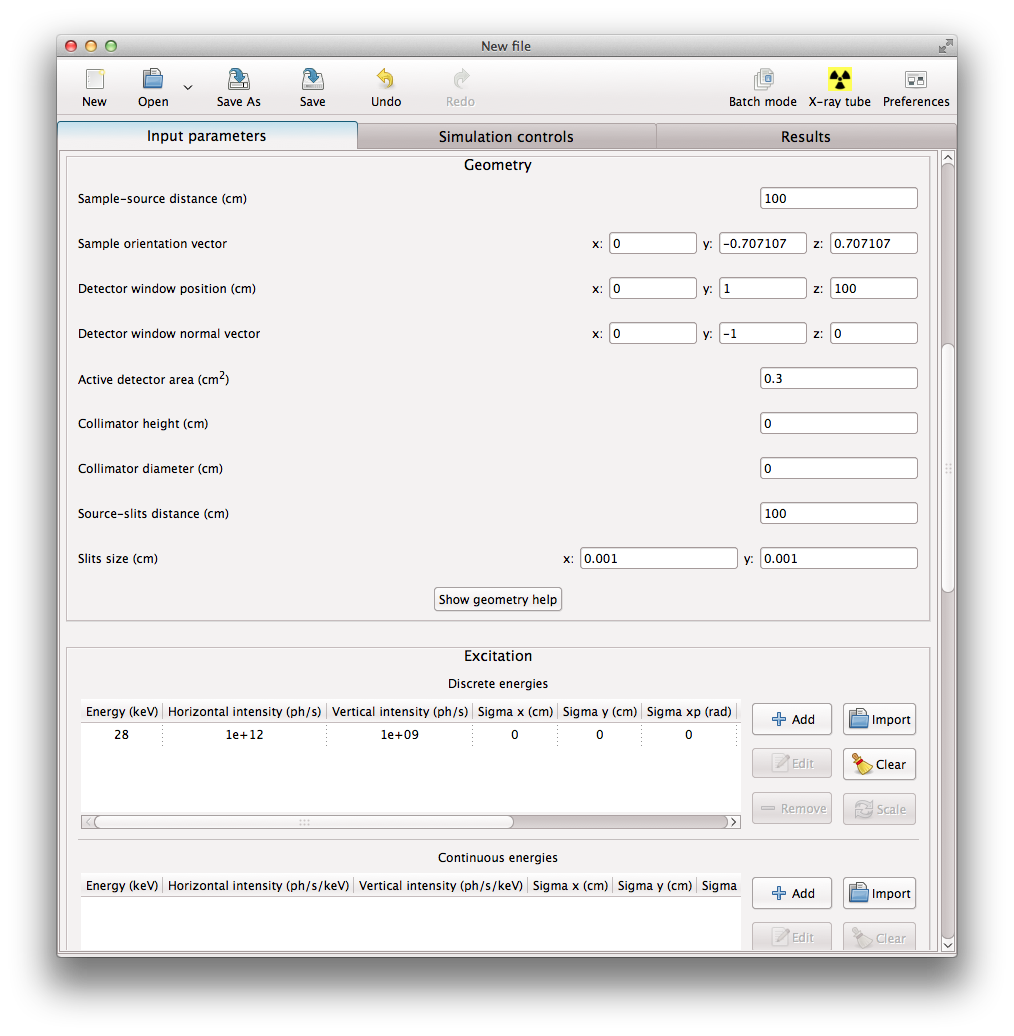 New file
New Open Save As Save Undo Redo Batch mode X-ray tube Preferences
Input parameters Simulation controls Results
Geometry
Sample-source distance (cm) 100
Sample orientation vector x: 0 y: -0.707107 z: 0.707107
Detector window position (cm) x: 0 y: 1 z: 100
Detector window normal vector x: 0 y: -1 z: 0
Active detector area (cm²) 0.3
Collimator height (cm) 0
Collimator diameter (cm) 0
Source-slits distance (cm) 100
Slits size (cm) x: 0.001 y: 0.001
Show geometry help
Excitation
Discrete energies
Energy (keV) Horizontal intensity (ph/s) Vertical intensity (ph/s) Sigma x (cm) Sigma y (cm) Sigma xp (rad)
28 1e+12 1e+09 0 0 0
Add Import
Edit Clear
Remove Scale
Continuous energies
Energy (keV) Horizontal intensity (ph/s/keV) Vertical intensity (ph/s/keV) Sigma x (cm) Sigma y (cm) Sigma
Add Import
Edit Clear